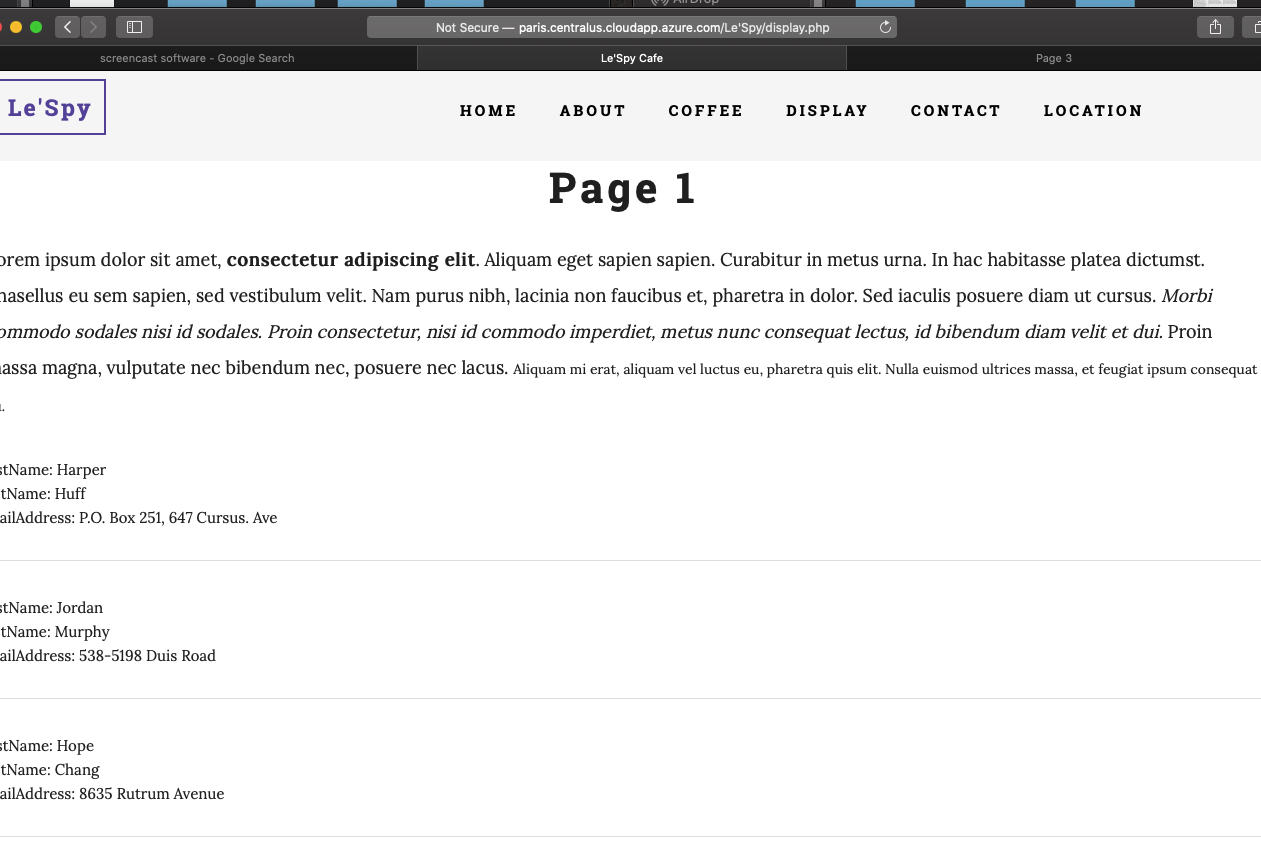 AirDrop
Not Secure — paris.centralus.cloudapp.azure.com/Le'Spy/display.php
screencast software - Google Search
Le'Spy Cafe
Page 3
Le'Spy
HOME ABOUT COFFEE DISPLAY CONTACT LOCATION
Page 1
orem ipsum dolor sit amet, consectetur adipiscing elit. Aliquam eget sapien sapien. Curabitur in metus urna. In hac habitasse platea dictumst.
hasellus eu sem sapien, sed vestibulum velit. Nam purus nibh, lacinia non faucibus et, pharetra in dolor. Sed iaculis posuere diam ut cursus. Morbi
ommodo sodales nisi id sodales. Proin consectetur, nisi id commodo imperdiet, metus nunc consequat lectus, id bibendum diam velit et dui. Proin
assa magna, vulputate nec bibendum nec, posuere nec lacus. Aliquam mi erat, aliquam vel luctus eu, pharetra quis elit. Nulla euismod ultrices massa, et feugiat ipsum consequat
stName: Harper
tName: Huff
ailAddress: P.O. Box 251, 647 Cursus. Ave
stName: Jordan
tName: Murphy
ailAddress: 538-5198 Duis Road
stName: Hope
tName: Chang
ailAddress: 8635 Rutrum Avenue